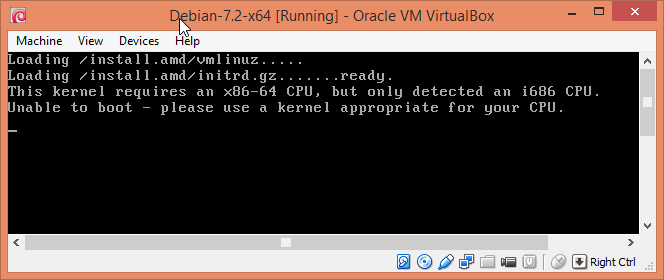 Debian-7.2-x64 [Running] - Oracle VM VirtualBox
Machine View Devices Help
Loading /install.amd/vmlinuz.....
Loading /install.amd/initrd.gz.......ready.
This kernel requires an x86-64 CPU, but only detected an i686 CPU.
Unable to boot - please use a kernel appropriate for your CPU.
_
Right Ctrl